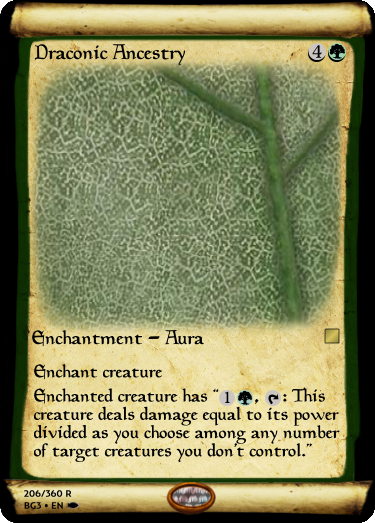 Draconic Ancestry 4
Enchantment – Aura
Enchant creature
Enchanted creature has "1 , : This
creature deals damage equal to its power
divided as you choose among any number
of target creatures you don't control."
206/360 R
BG3 • EN